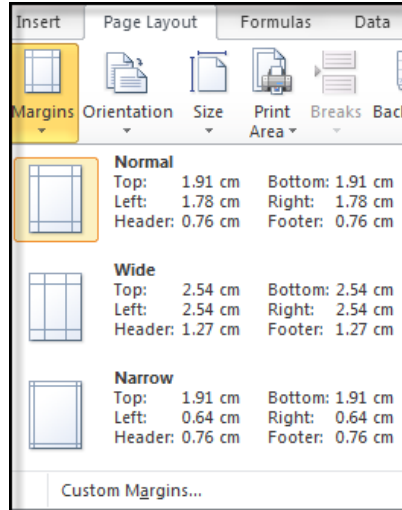 Insert Page Layout Formulas Data
Margins Orientation Size Print Breaks
Area
Normal
Top: 1.91 cm Bottom: 1.91 cm
Left: 1.78 cm Right: 1.78 cm
Header: 0.76 cm Footer: 0.76 cm
Wide
Top: 2.54 cm Bottom: 2.54 cm
Left: 2.54 cm Right: 2.54 cm
Header: 1.27 cm Footer: 1.27 cm
Narrow
Top: 1.91 cm Bottom: 1.91 cm
Left: 0.64 cm Right: 0.64 cm
Header: 0.76 cm Footer: 0.76 cm
Custom Margins...